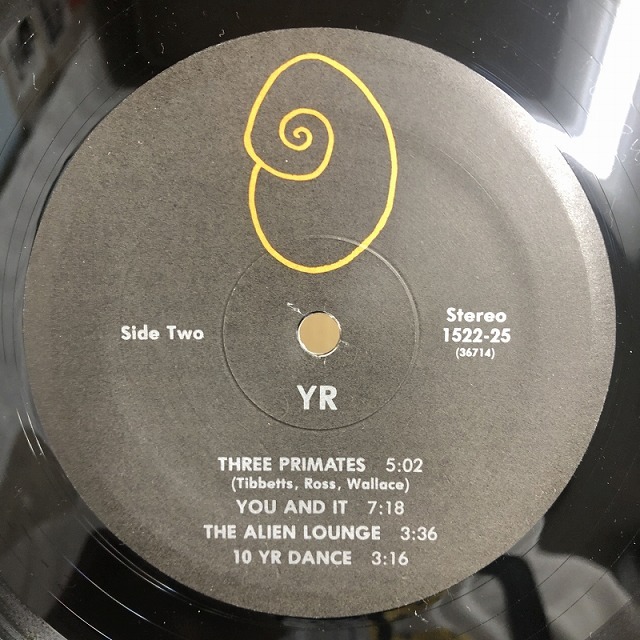 Side Two
Stereo
1522-25
(36714)
YR
THREE PRIMATES 5:02
(Tibbetts, Ross, Wallace)
YOU AND IT 7:18
THE ALIEN LOUNGE 3:36
10 YR DANCE 3:16